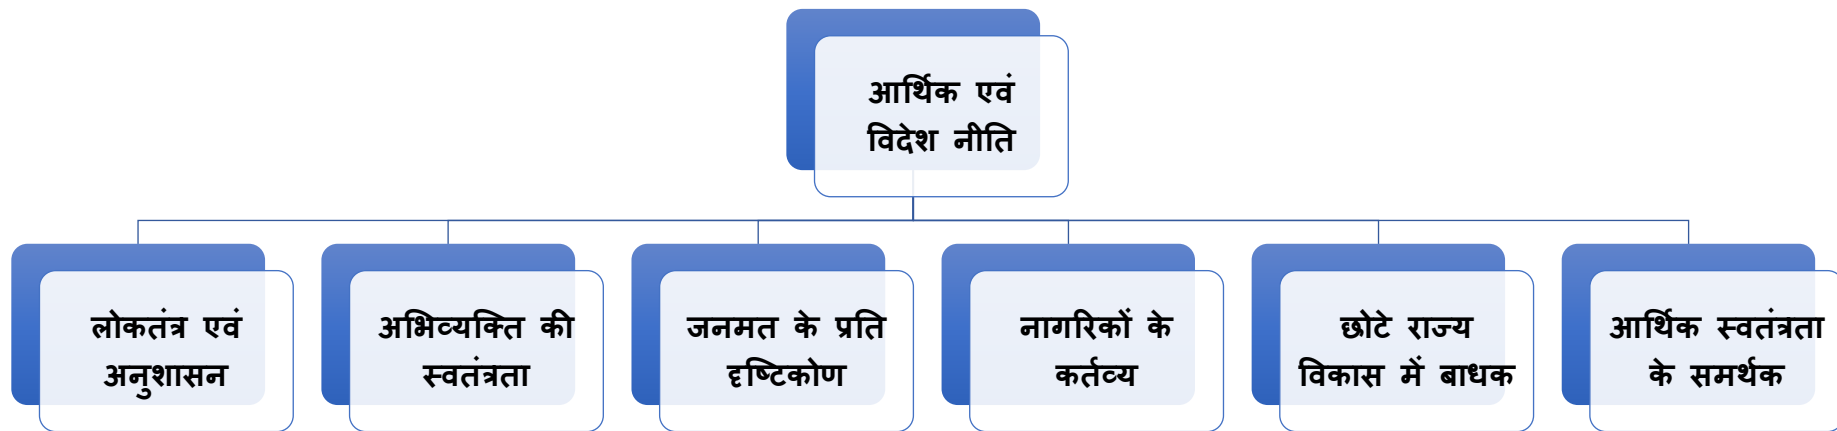 आर्थिक एवं
विदेश नीति
लोकतंत्र एवं
अनुशासन
अभिव्यक्ति की
स्वतंत्रता
जनमत के प्रति
दृष्टिकोण
नागरिकों के
कर्तव्य
छोटे राज्य
विकास में बाधक
आर्थिक स्वतंत्रता
के समर्थक